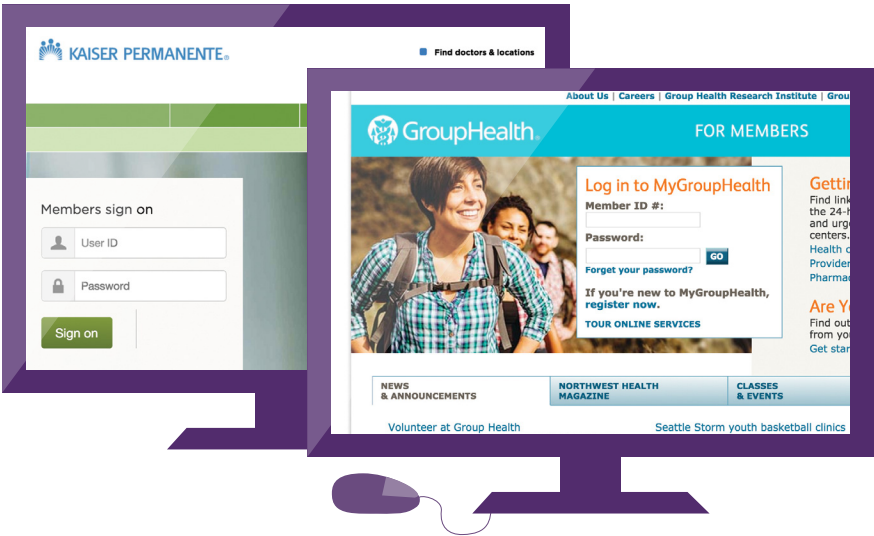 KAISER PERMANENTE®
Find doctors & locations
Members sign on
User ID
Password
Sign on
About Us | Careers | Group Health Research Institute |
GroupHealth®
FOR MEMBERS
Log in to MyGroupHealth
Member ID #:
Password:
GO
Forget your password?
If you're new to MyGroupHealth,
register now.
TOUR ONLINE SERVICES
Find link
the 24-h
and urg
centers.
Health c
Provider
Pharmac
Are Y
Find out
from yo
Get star
NEWS
& ANNOUNCEMENTS
NORTHWEST HEALTH
MAGAZINE
CLASSES
& EVENTS
Volunteer at Group Health
Seattle Storm youth basketball clinics